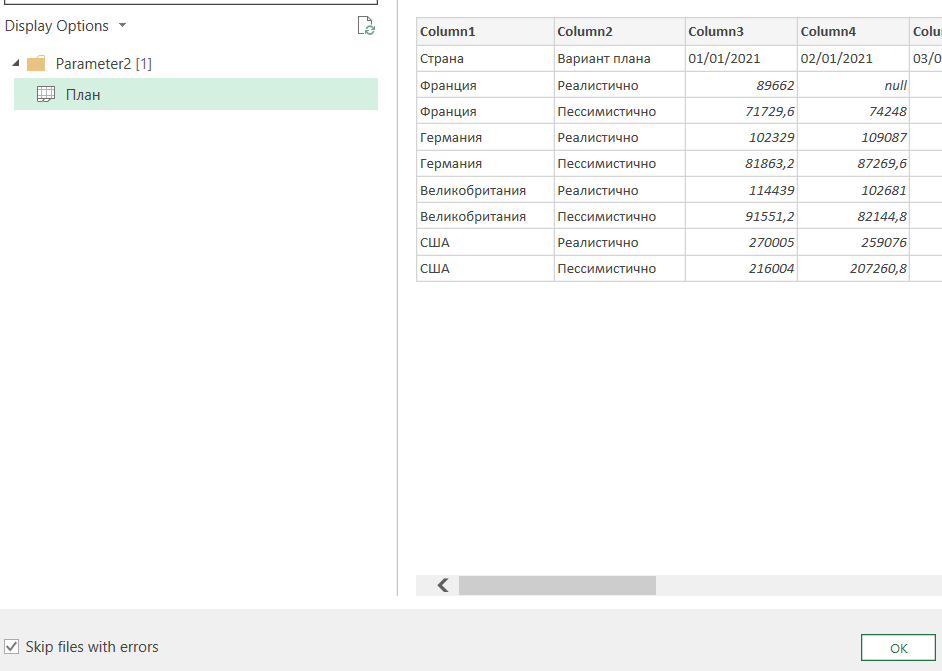 Display Options
Parameter2 [1]
План
Column1 Column2 Column3 Column4
Страна Вариант плана 01/01/2021 02/01/2021 03/0
Франция Реалистично 89662 null
Франция Пессимистично 71729,6 74248
Германия Реалистично 102329 109087
Германия Пессимистично 81863,2 87269,6
Великобритания Реалистично 114439 102681
Великобритания Пессимистично 91551,2 82144,8
США Реалистично 270005 259076
США Пессимистично 216004 207260,8
Skip files with errors
OK